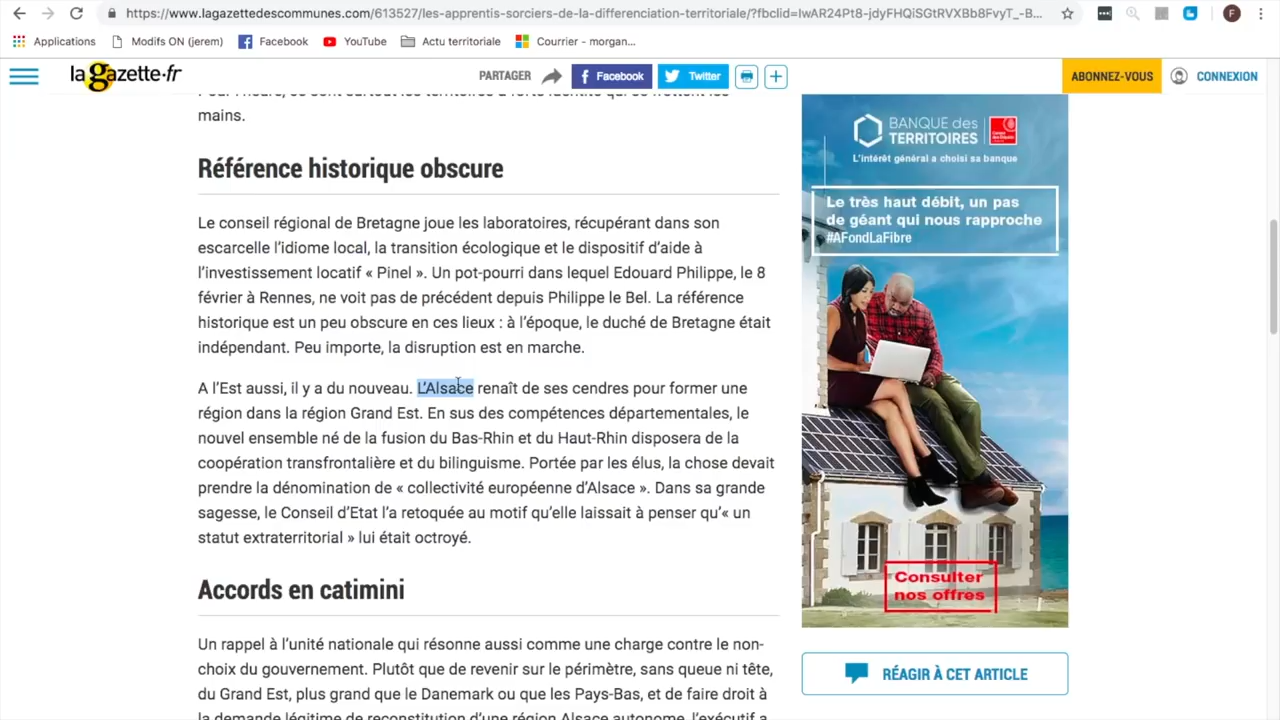 https://www.lagazettedescommunes.com/613527/les-apprentis-sorciers-de-la-differenciation-territoriale/?fbclid=IwAR24Pt8-jdyFHQiSGtRVXBb8FvyT_-B...
F
Applications
Modifs ON (jerem)
Facebook
YouTube
Actu territoriale
Courrier - morgan...
la gazette·fr
PARTAGER
Facebook
Twitter
ABONNEZ-VOUS
CONNEXION
mains.
Référence historique obscure
Le conseil régional de Bretagne joue les laboratoires, récupérant dans son
escarcelle l'idiome local, la transition écologique et le dispositif d'aide à
l'investissement locatif « Pinel ». Un pot-pourri dans lequel Edouard Philippe, le 8
février à Rennes, ne voit pas de précédent depuis Philippe le Bel. La référence
historique est un peu obscure en ces lieux : à l'époque, le duché de Bretagne était
indépendant. Peu importe, la disruption est en marche.
A l'Est aussi, il y a du nouveau. L'Alsace renaît de ses cendres pour former une
région dans la région Grand Est. En sus des compétences départementales, le
nouvel ensemble né de la fusion du Bas-Rhin et du Haut-Rhin disposera de la
coopération transfrontalière et du bilinguisme. Portée par les élus, la chose devait
prendre la dénomination de « collectivité européenne d'Alsace ». Dans sa grande
sagesse, le Conseil d'Etat l'a retoquée au motif qu'elle laissait à penser qu'« un
statut extraterritorial » lui était octroyé.
Accords en catimini
Un rappel à l'unité nationale qui résonne aussi comme une charge contre le non-
choix du gouvernement. Plutôt que de revenir sur le périmètre, sans queue ni tête,
du Grand Est, plus grand que le Danemark ou que les Pays-Bas, et de faire droit à
la demande légitime de reconstitution d'une région Alsace autonome, l'exécutif a
BANQUE des
TERRITOIRES
L'intérêt général a choisi sa banque
Le très haut débit, un pas
de géant qui nous rapproche
#AFondLaFibre
Consulter
nos offres
RÉAGIR À CET ARTICLE